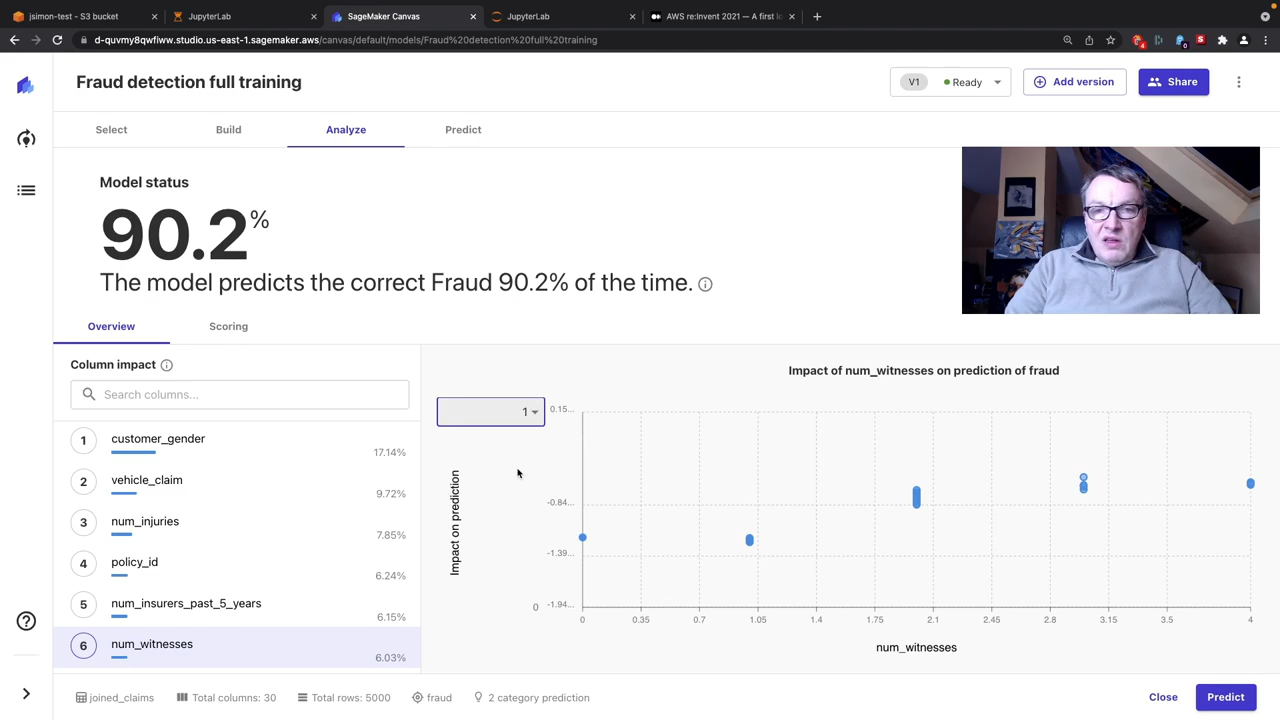 jsimon-test - S3 bucket
JupyterLab
SageMaker Canvas
JupyterLab
AWS re:Invent 2021 — A first l
d-quvmy8qwfiww.studio.us-east-1.sagemaker.aws/canvas/default/models/Fraud%20detection%20full%20training
Fraud detection full training
V1 Ready
Add version
Share
Select
Build
Analyze
Predict
Model status
90.2%
The model predicts the correct Fraud 90.2% of the time.
Overview
Scoring
Column impact
Search columns...
1 customer_gender 17.14%
2 vehicle_claim 9.72%
3 num_injuries 7.85%
4 policy_id 6.24%
5 num_insurers_past_5_years 6.15%
6 num_witnesses 6.03%
Impact of num_witnesses on prediction of fraud
1
0.15...
-0.84...
-1.39...
0
-1.94...
Impact on prediction
0 0.35 0.7 1.05 1.4 1.75 2.1 2.45 2.8 3.15 3.5 4
num_witnesses
joined_claims
Total columns: 30
Total rows: 5000
fraud
2 category prediction
Close
Predict